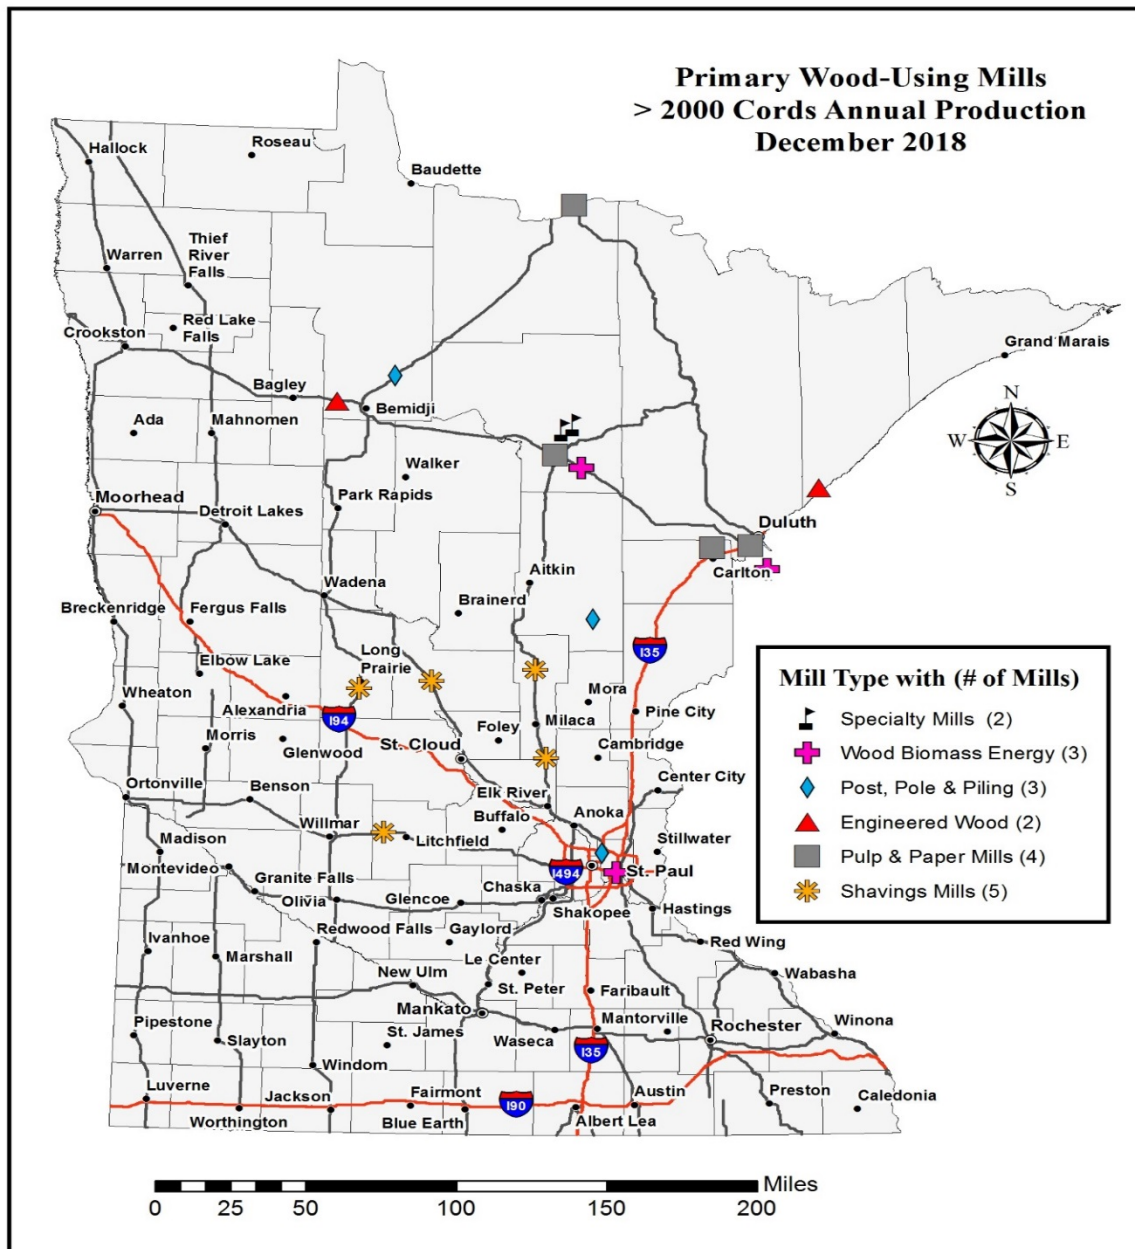 Primary Wood-Using Mills
> 2000 Cords Annual Production
December 2018
Hallock
Roseau
Baudette
Warren
Thief
River
Falls
Red Lake
Falls
Crookston
Grand Marais
Bagley
Bemidji
Ada
Mahnomen
N
W
E
S
Walker
Park Rapids
Moorhead
Detroit Lakes
Duluth
Carlton
Aitkin
Wadena
Brainerd
Breckenridge
Fergus Falls
I35
Long
Prairie
Elbow Lake
Wheaton
Alexandria
Mora
Pine City
I94
Foley
Milaca
Morris
Glenwood
St. Cloud
Cambridge
Center City
Ortonville
Benson
Elk River
Anoka
Buffalo
Willmar
Litchfield
Stillwater
Madison
Montevideo
I494
St. Paul
Granite Falls
Chaska
Olivia
Glencoe
Shakopee
Hastings
Redwood Falls
Gaylord
Ivanhoe
Marshall
Le Center
Red Wing
New Ulm
St. Peter
Wabasha
Faribault
Mankato
Mantorville
Rochester
Winona
Pipestone
St. James
Waseca
Slayton
I35
Windom
Luverne
Jackson
Fairmont
I90
Austin
Preston
Caledonia
Worthington
Blue Earth
Albert Lea
Mill Type with (# of Mills)
Specialty Mills (2)
Wood Biomass Energy (3)
Post, Pole & Piling (3)
Engineered Wood (2)
Pulp & Paper Mills (4)
Shavings Mills (5)
Miles
0 25 50 100 150 200